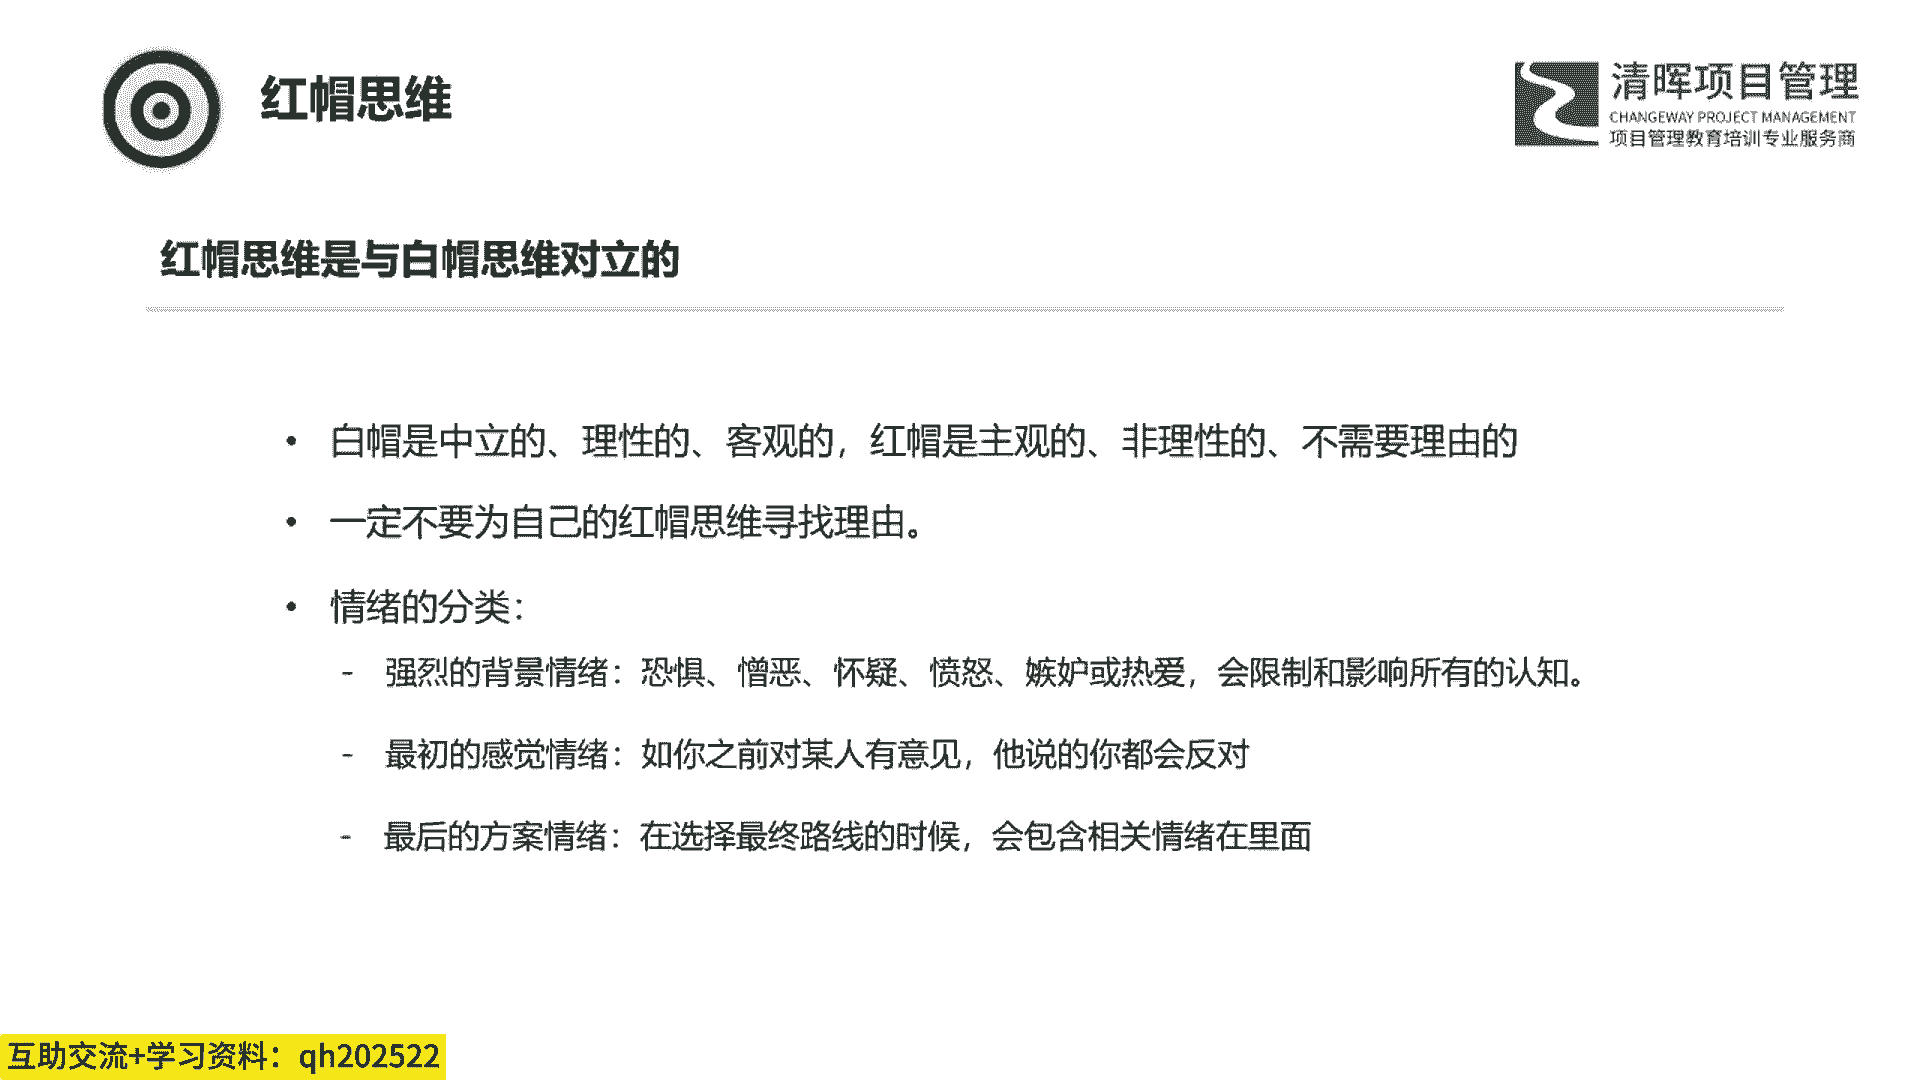 红帽思维
清晖项目管理
CHANGEWAY PROJECT MANAGEMENT
项目管理教育培训专业服务商
红帽思维是与白帽思维对立的
• 白帽是中立的、理性的、客观的，红帽是主观的、非理性的、不需要理由的
• 一定不要为自己的红帽思维寻找理由。
• 情绪的分类：
- 强烈的背景情绪：恐惧、憎恶、怀疑、愤怒、嫉妒或热爱，会限制和影响所有的认知。
- 最初的感觉情绪：如你之前对某人有意见，他说的你都会反对
- 最后的方案情绪：在选择最终路线的时候，会包含相关情绪在里面
互助交流+学习资料：qh202522